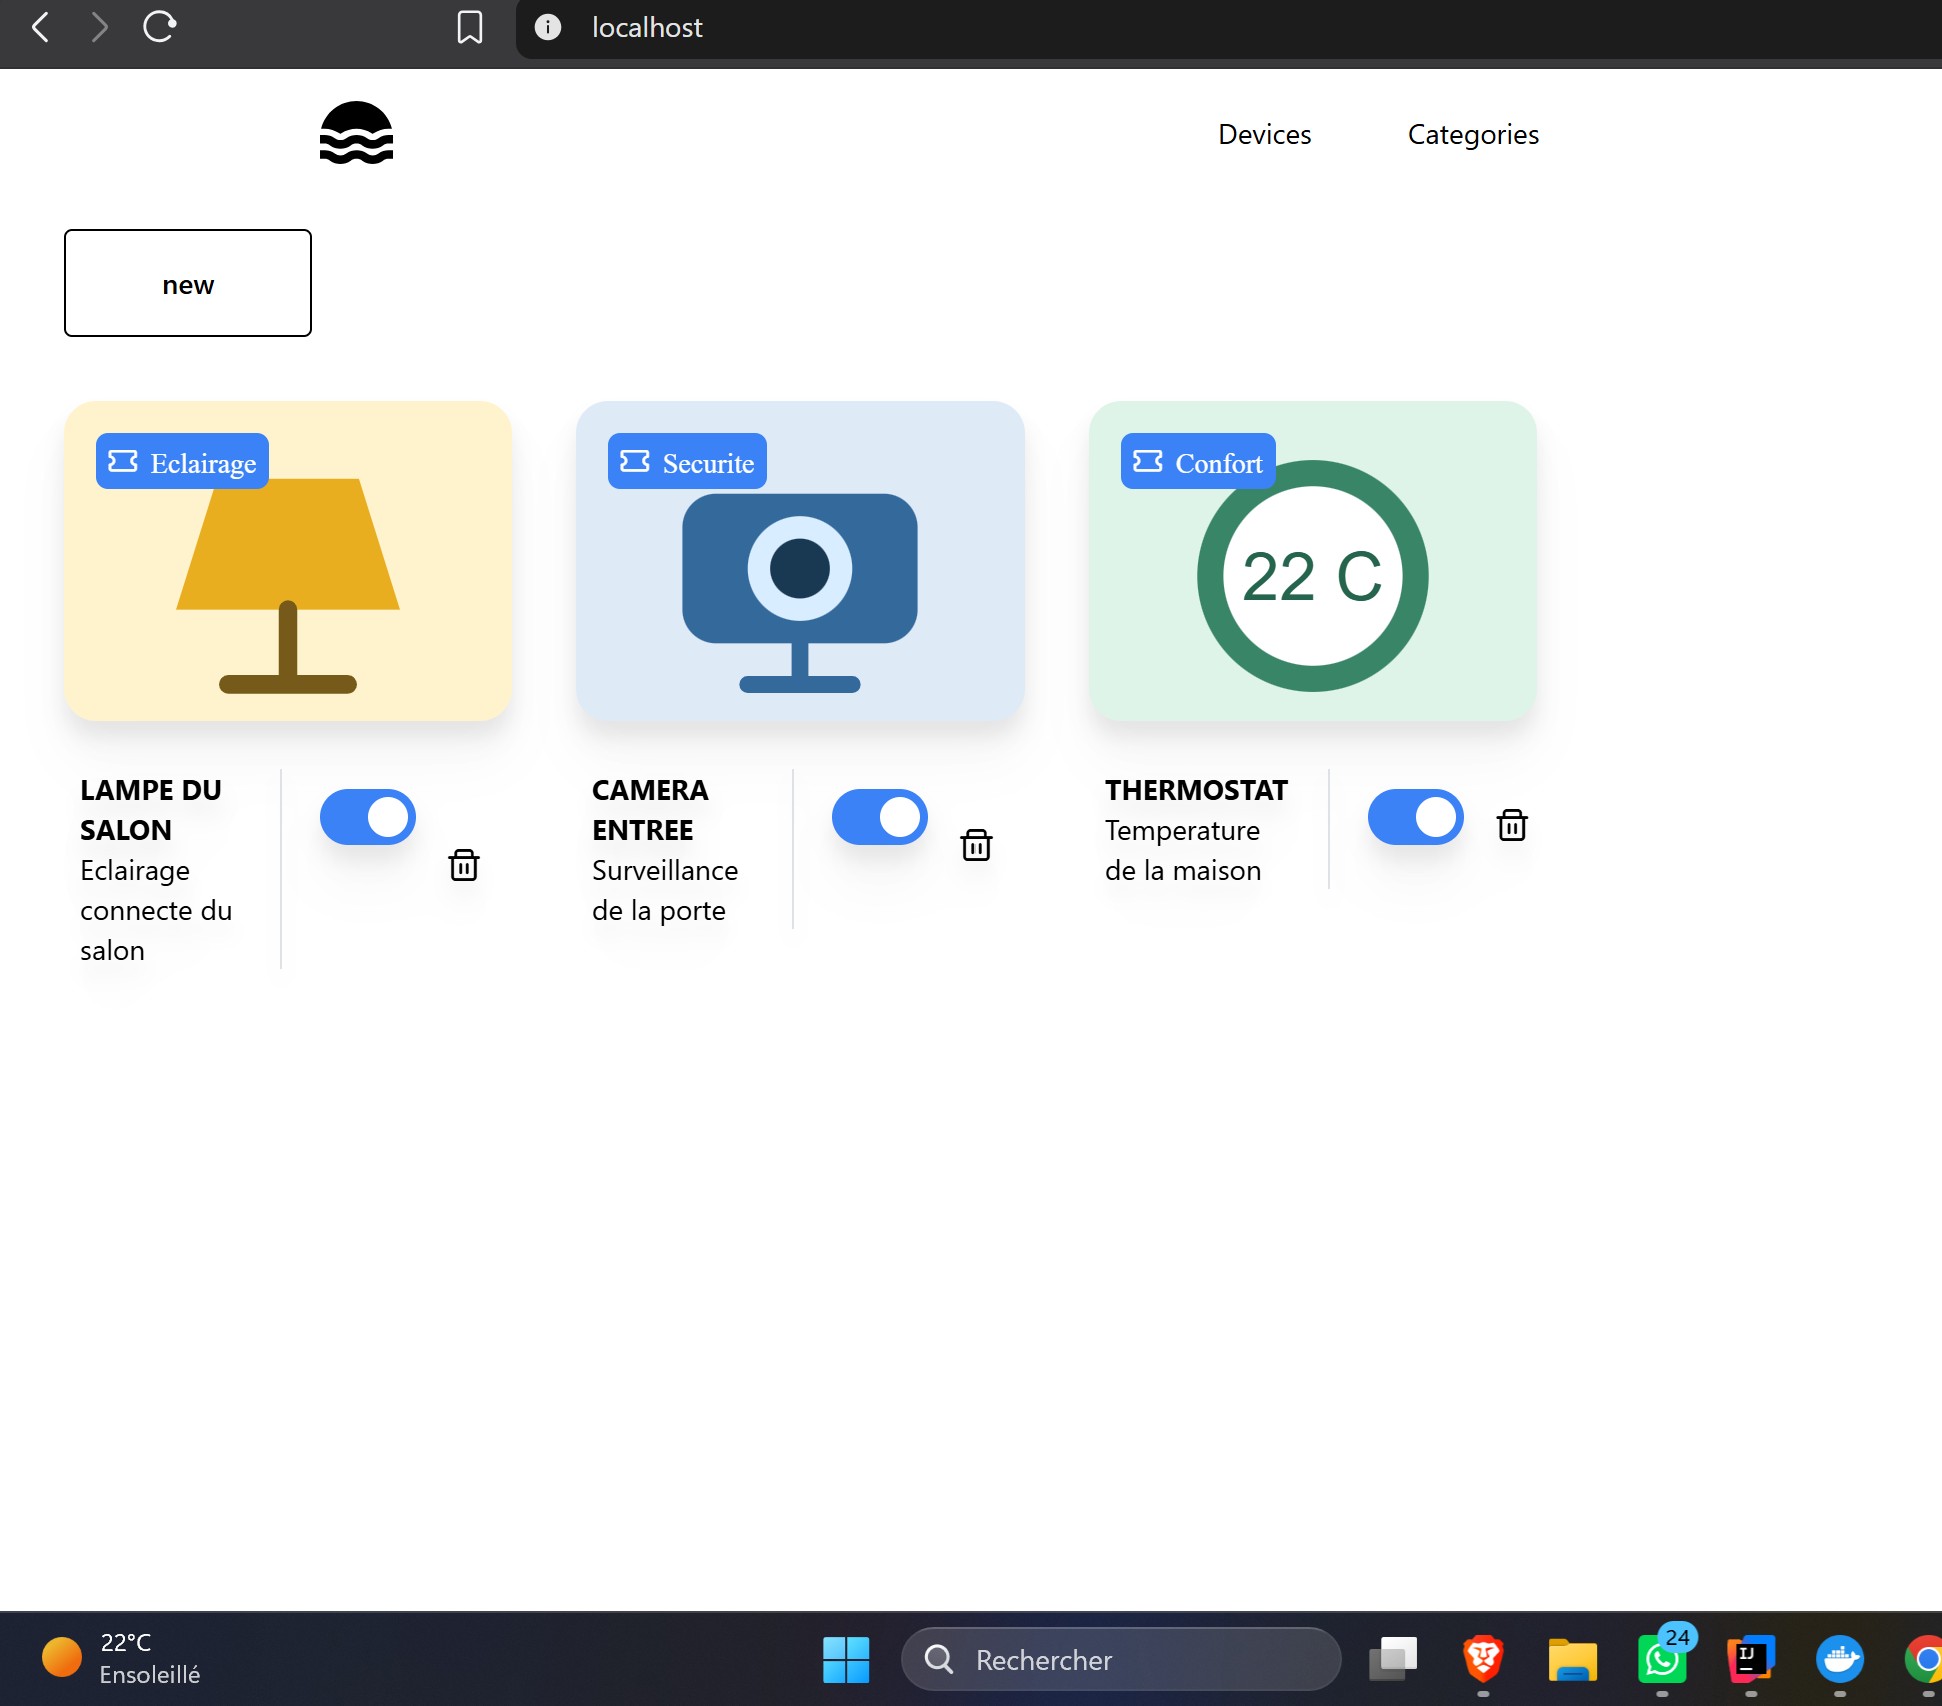 localhost
Devices
Categories
new
Eclairage
Securite
Confort
22 C
LAMPE DU
SALON
Eclairage
connecte du
salon
CAMERA
ENTREE
Surveillance
de la porte
THERMOSTAT
Temperature
de la maison
22°C
Ensoleillé
Rechercher
24
IJ